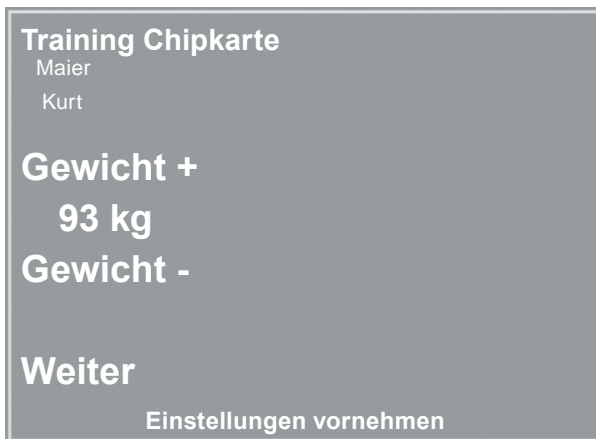 Training Chipkarte
Maier
Kurt
Gewicht +
93 kg
Gewicht -
Weiter
Einstellungen vornehmen